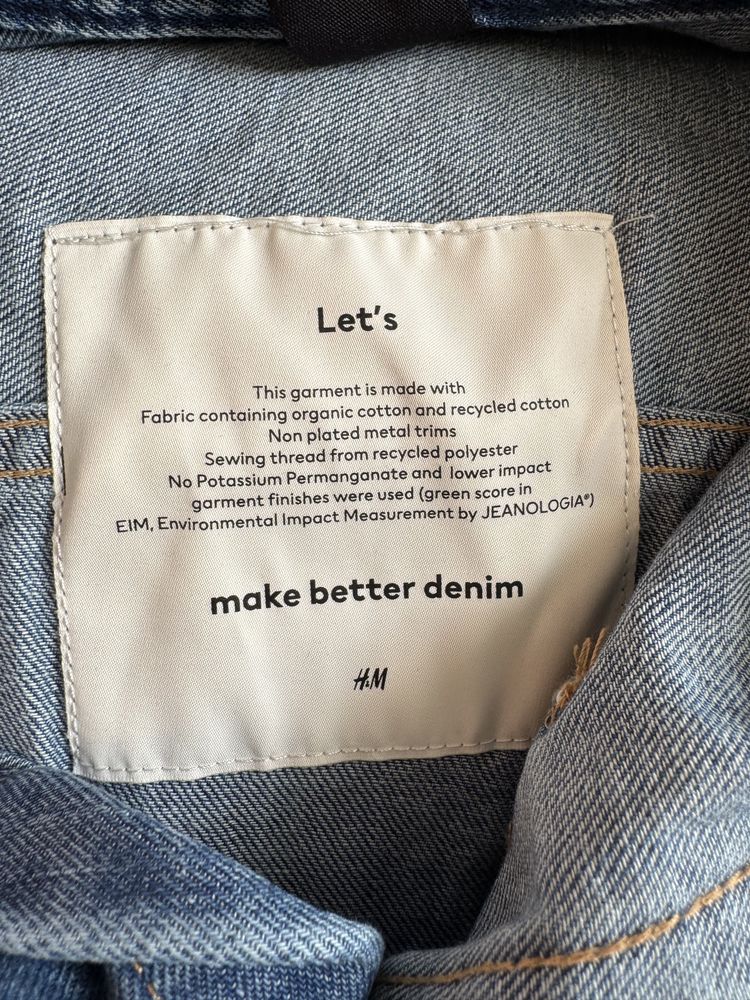 Let's
This garment is made with
Fabric containing organic cotton and recycled cotton
Non plated metal trims
Sewing thread from recycled polyester
No Potassium Permanganate and lower impact
garment finishes were used (green score in
EIM, Environmental Impact Measurement by JEANOLOGIA®)
make better denim
H&M